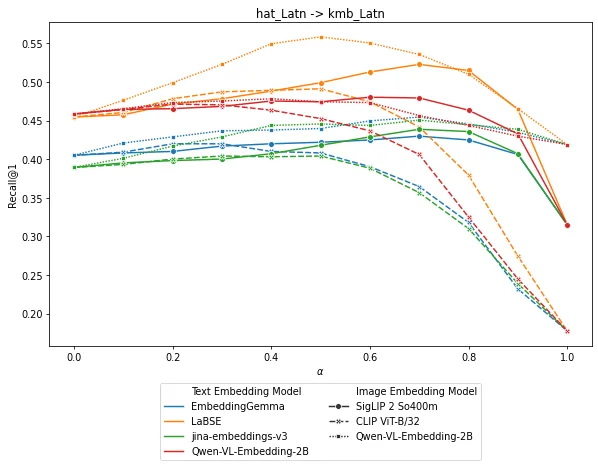 hat_Latn -> kmb_Latn
Recall@1
0.55
0.50
0.45
0.40
0.35
0.30
0.25
0.20
0.0 0.2 0.4 0.6 0.8 1.0
α
Text Embedding Model Image Embedding Model
EmbeddingGemma SigLIP 2 So400m
LaBSE CLIP ViT-B/32
jina-embeddings-v3 Qwen-VL-Embedding-2B
Qwen-VL-Embedding-2B